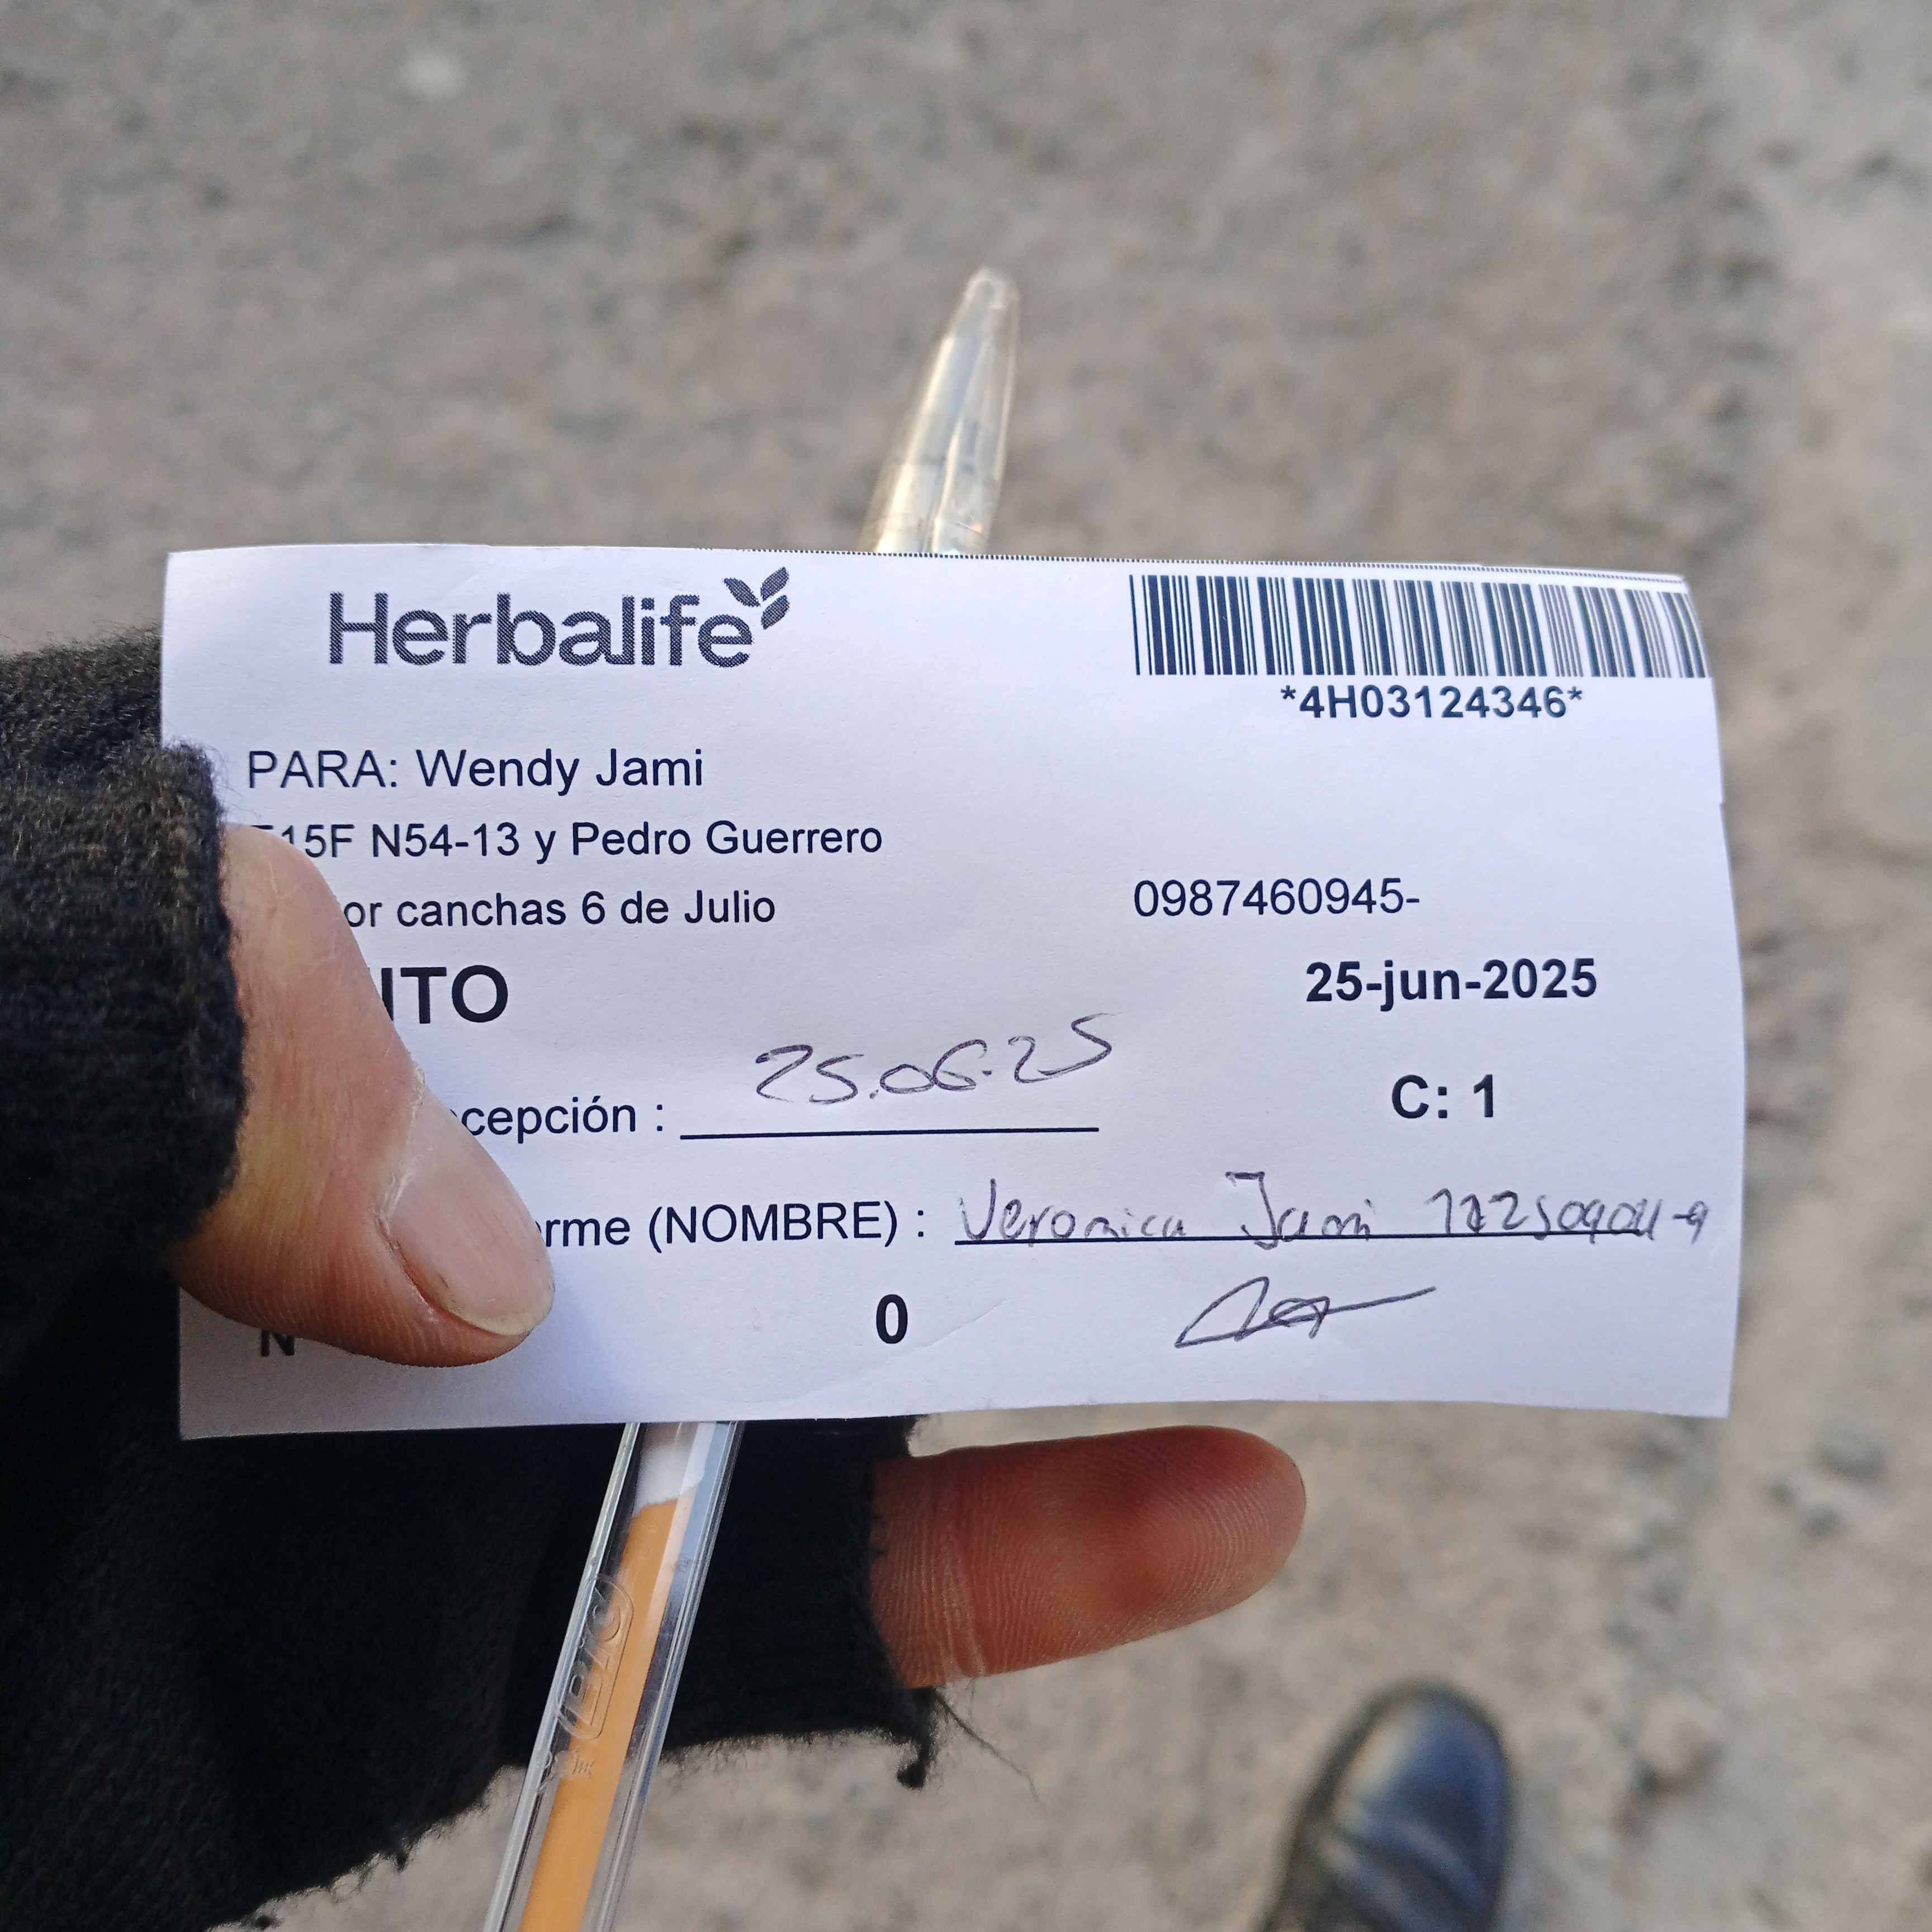 Herbalife
*4H03124346*
PARA: Wendy Jami
15F N54-13 y Pedro Guerrero
or canchas 6 de Julio
0987460945-
ITO
25-jun-2025
cepción : 25.06.25
C: 1
rme (NOMBRE) : Veronica Jami
N
0
BIC